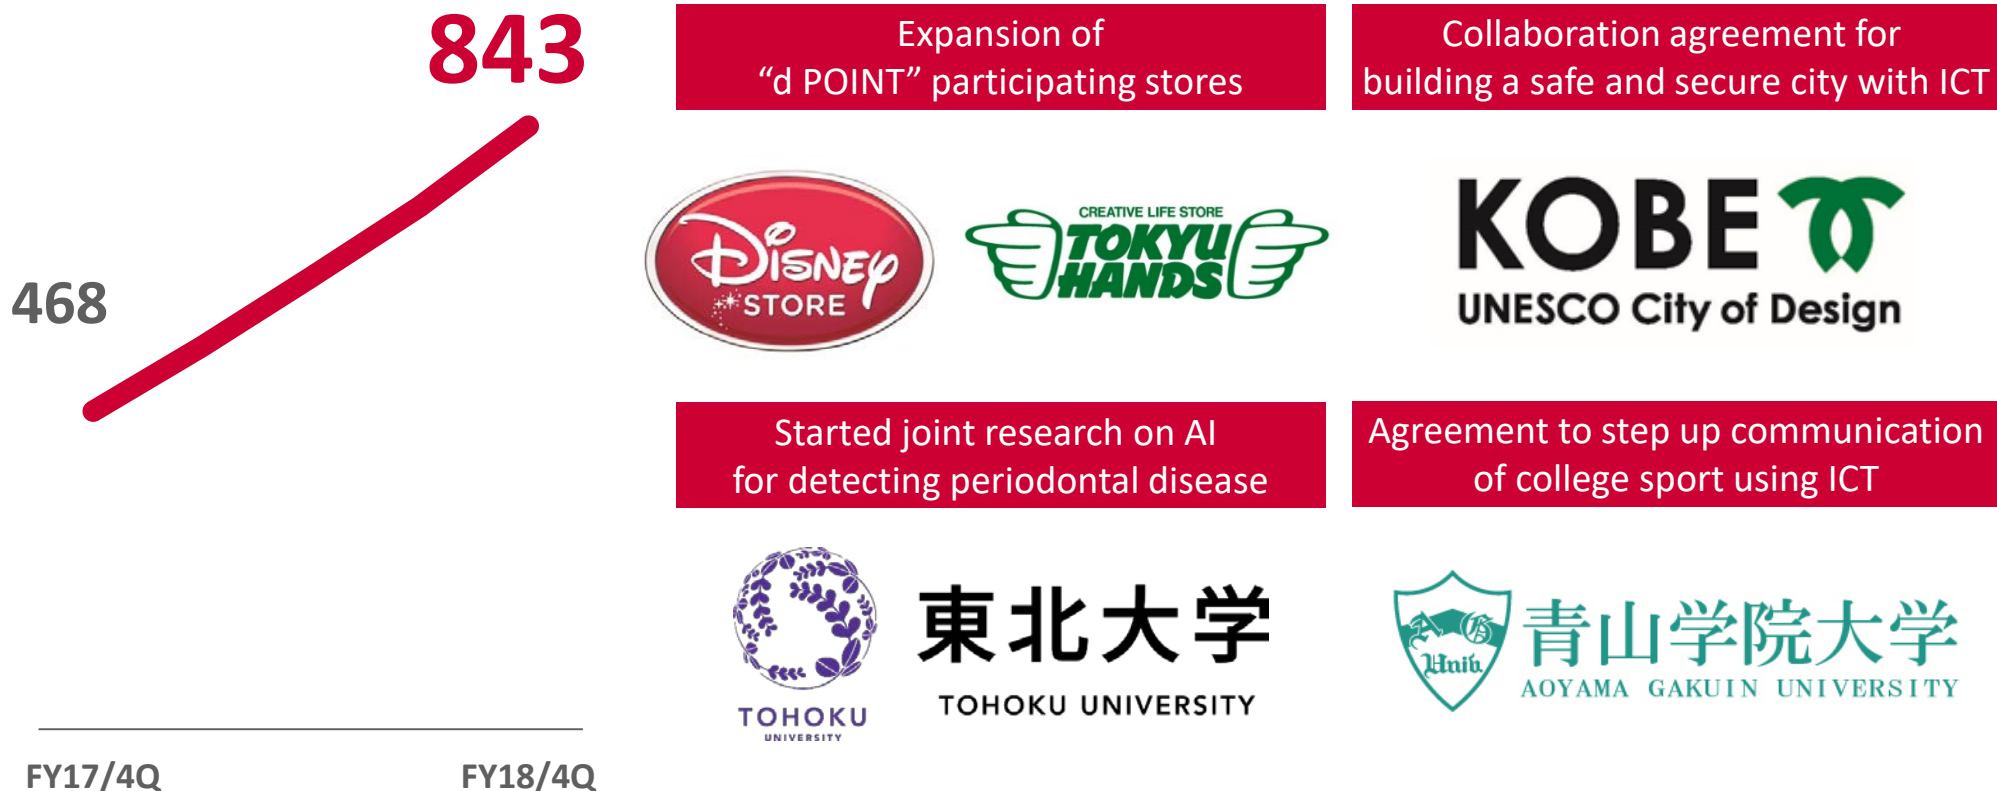 843
468
FY17/4Q
FY18/4Q
Expansion of
“d POINT” participating stores
Disney
STORE
CREATIVE LIFE STORE
TOKYU
HANDS
Collaboration agreement for
building a safe and secure city with ICT
KOBE
UNESCO City of Design
Started joint research on AI
for detecting periodontal disease
TOHOKU
UNIVERSITY
東北大学
TOHOKU UNIVERSITY
Agreement to step up communication
of college sport using ICT
A G
Univ.
青山学院大学
AOYAMA GAKUIN UNIVERSITY